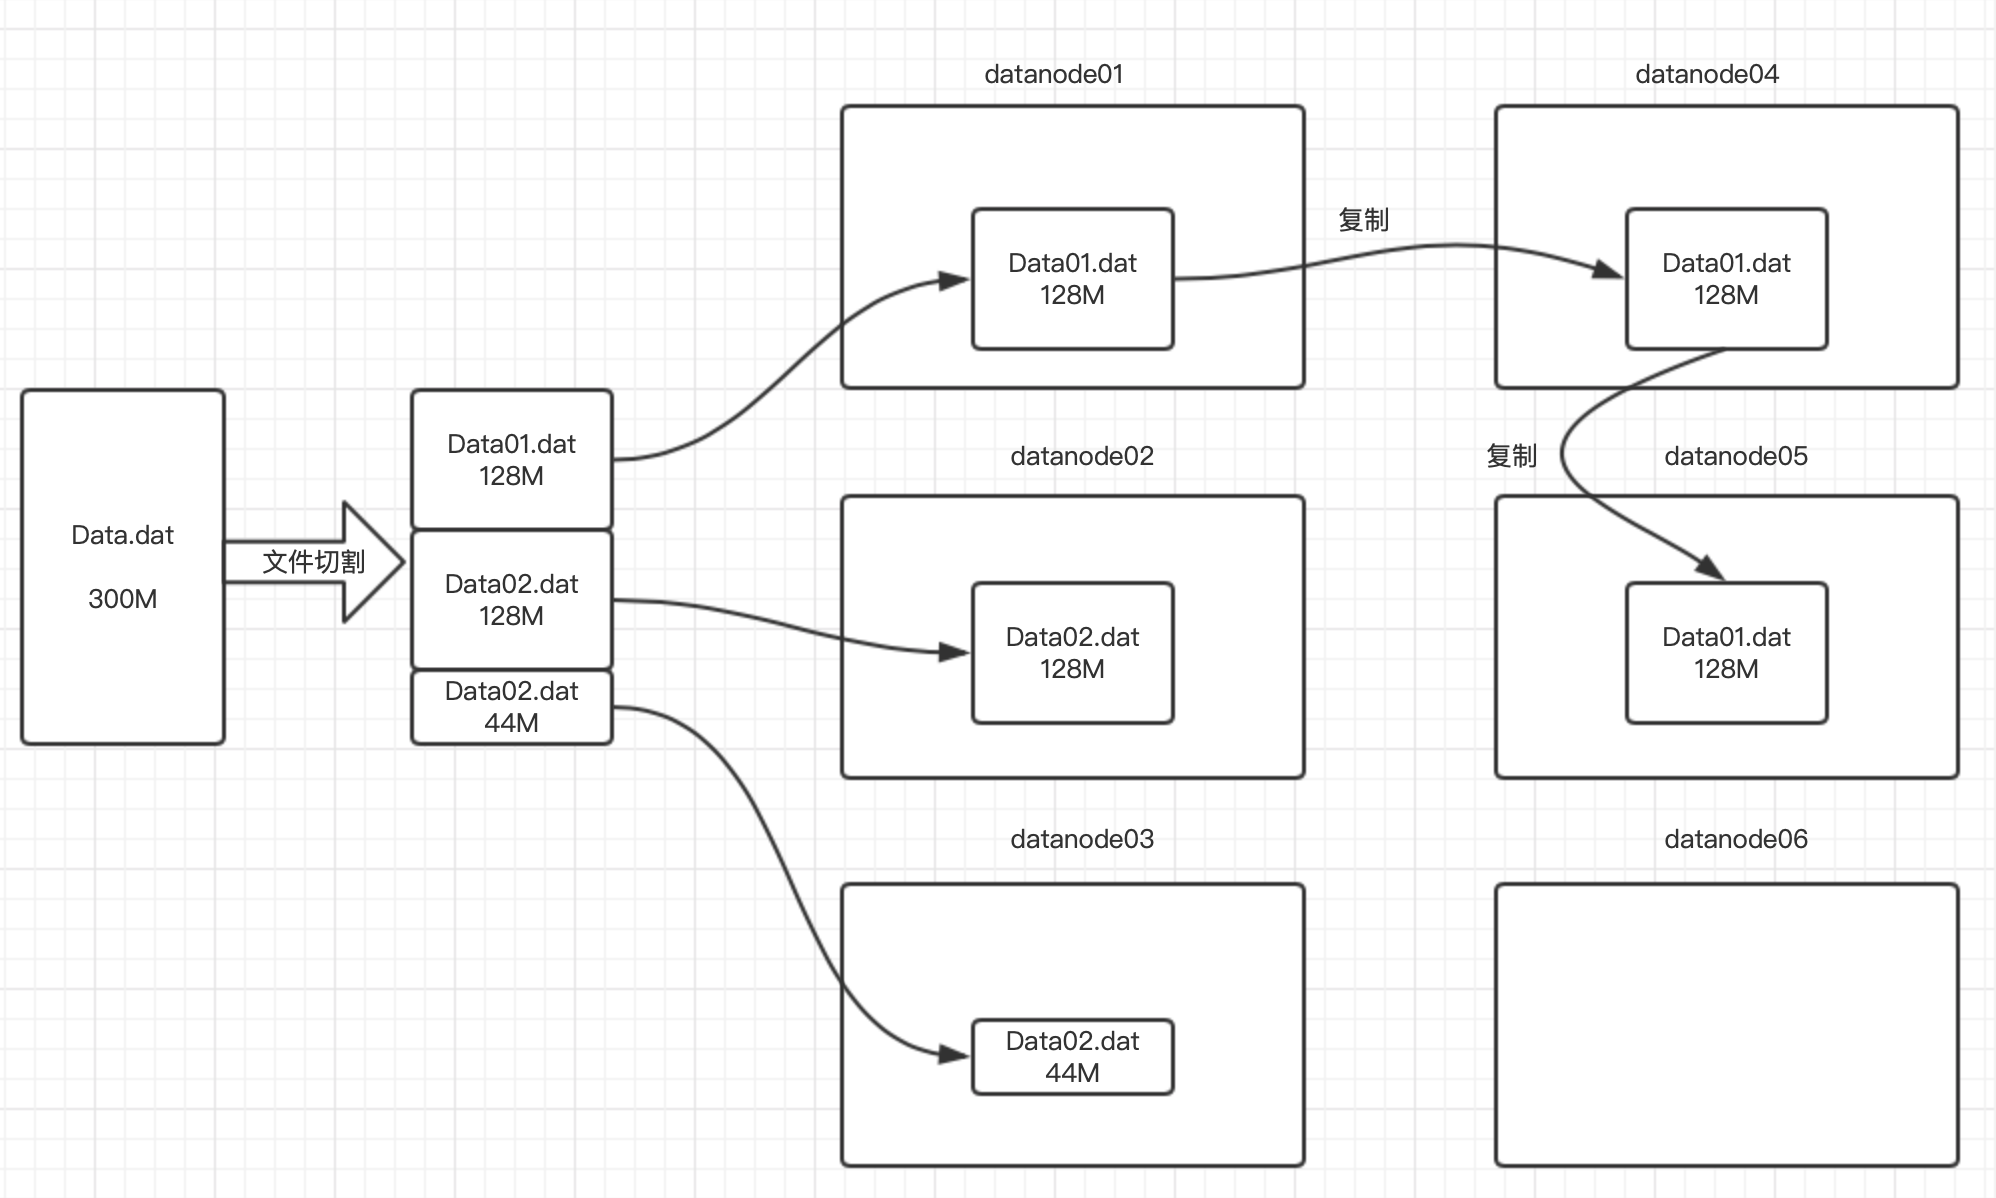 Data.dat
300M
文件切割
Data01.dat
128M
Data02.dat
128M
Data02.dat
44M
datanode01
Data01.dat
128M
复制
datanode04
Data01.dat
128M
datanode02
Data02.dat
128M
复制
datanode05
Data01.dat
128M
datanode03
Data02.dat
44M
datanode06